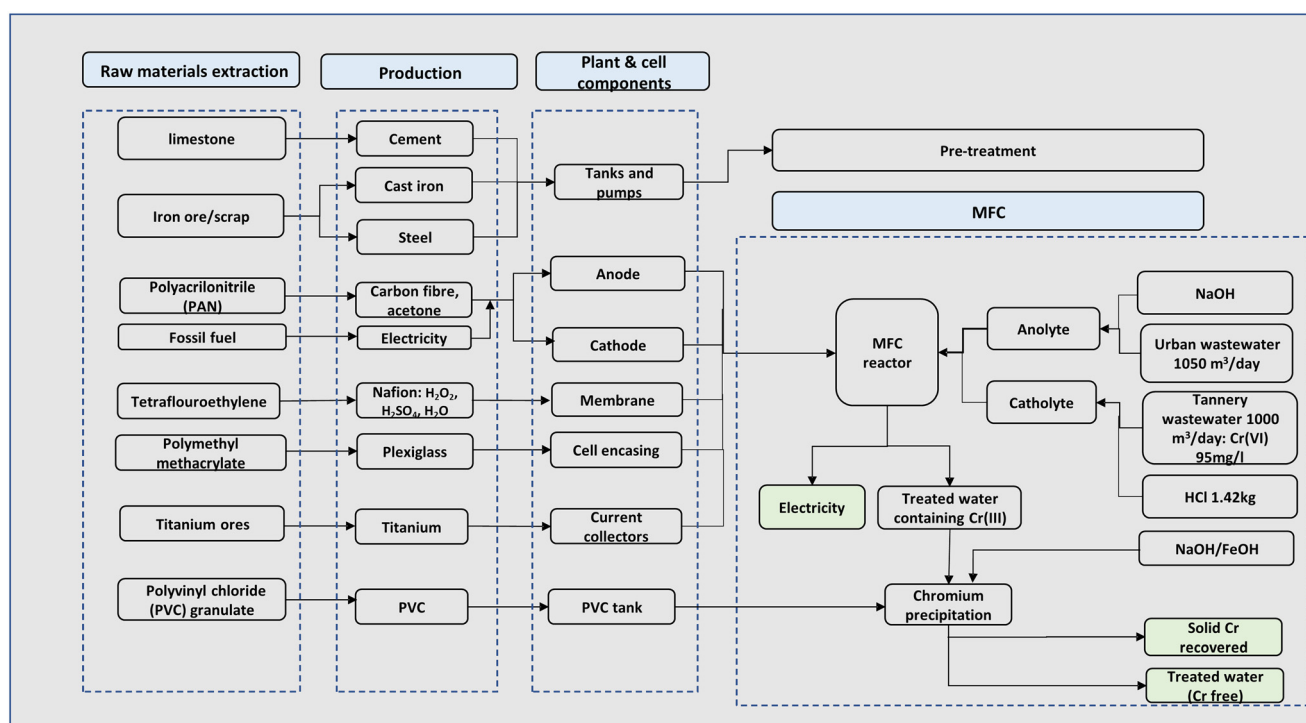 Raw materials extraction
Production
Plant & cell
components
limestone
Cement
Iron ore/scrap
Cast iron
Steel
Tanks and
pumps
Pre-treatment
MFC
Polyacrilonitrile
(PAN)
Carbon fibre,
acetone
Anode
Fossil fuel
Electricity
Cathode
Tetraflouroethylene
Nafion: H₂O₂,
H₂SO₄, H₂O
Membrane
Polymethyl
methacrylate
Plexiglass
Cell encasing
Titanium ores
Titanium
Current
collectors
Polyvinyl chloride
(PVC) granulate
PVC
PVC tank
MFC
reactor
Anolyte
NaOH
Urban wastewater
1050 m³/day
Catholyte
Tannery
wastewater 1000
m³/day: Cr(VI)
95mg/l
HCl 1.42kg
Electricity
Treated water
containing Cr(III)
NaOH/FeOH
Chromium
precipitation
Solid Cr
recovered
Treated water
(Cr free)